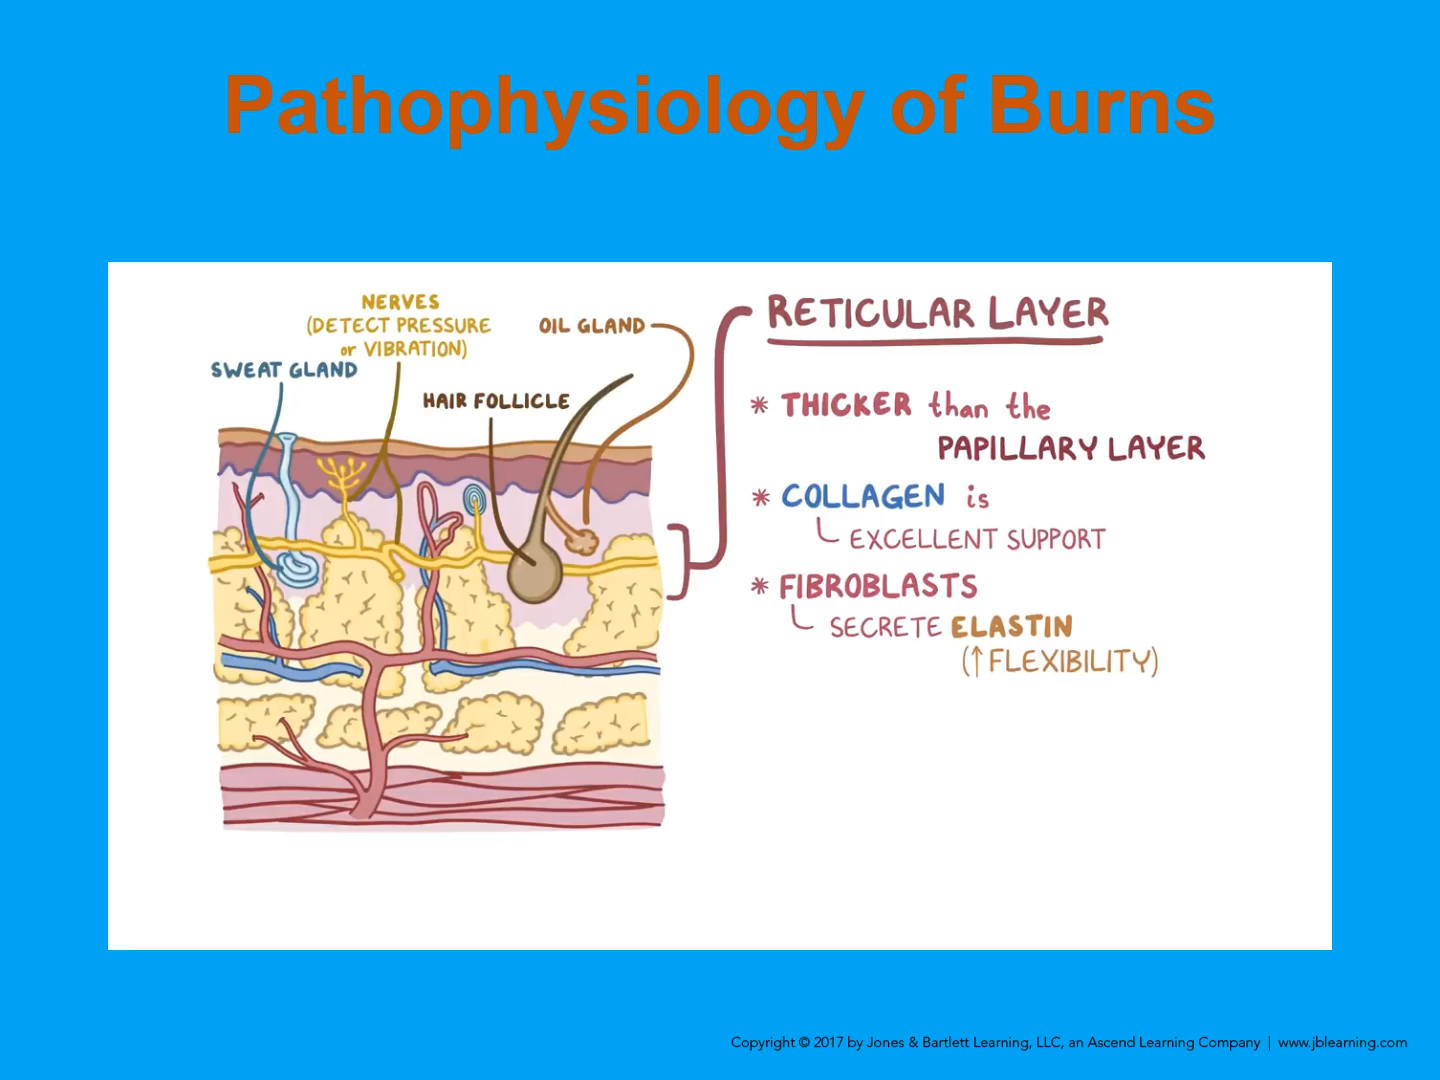 Pathophysiology of Burns
NERVES
(DETECT PRESSURE
or VIBRATION)
OIL GLAND
SWEAT GLAND
HAIR FOLLICLE
RETICULAR LAYER
* THICKER than the
PAPILLARY LAYER
* COLLAGEN is
EXCELLENT SUPPORT
* FIBROBLASTS
SECRETE ELASTIN
(↑ FLEXIBILITY)
Copyright © 2017 by Jones & Bartlett Learning, LLC, an Ascend Learning Company | www.jblearning.com